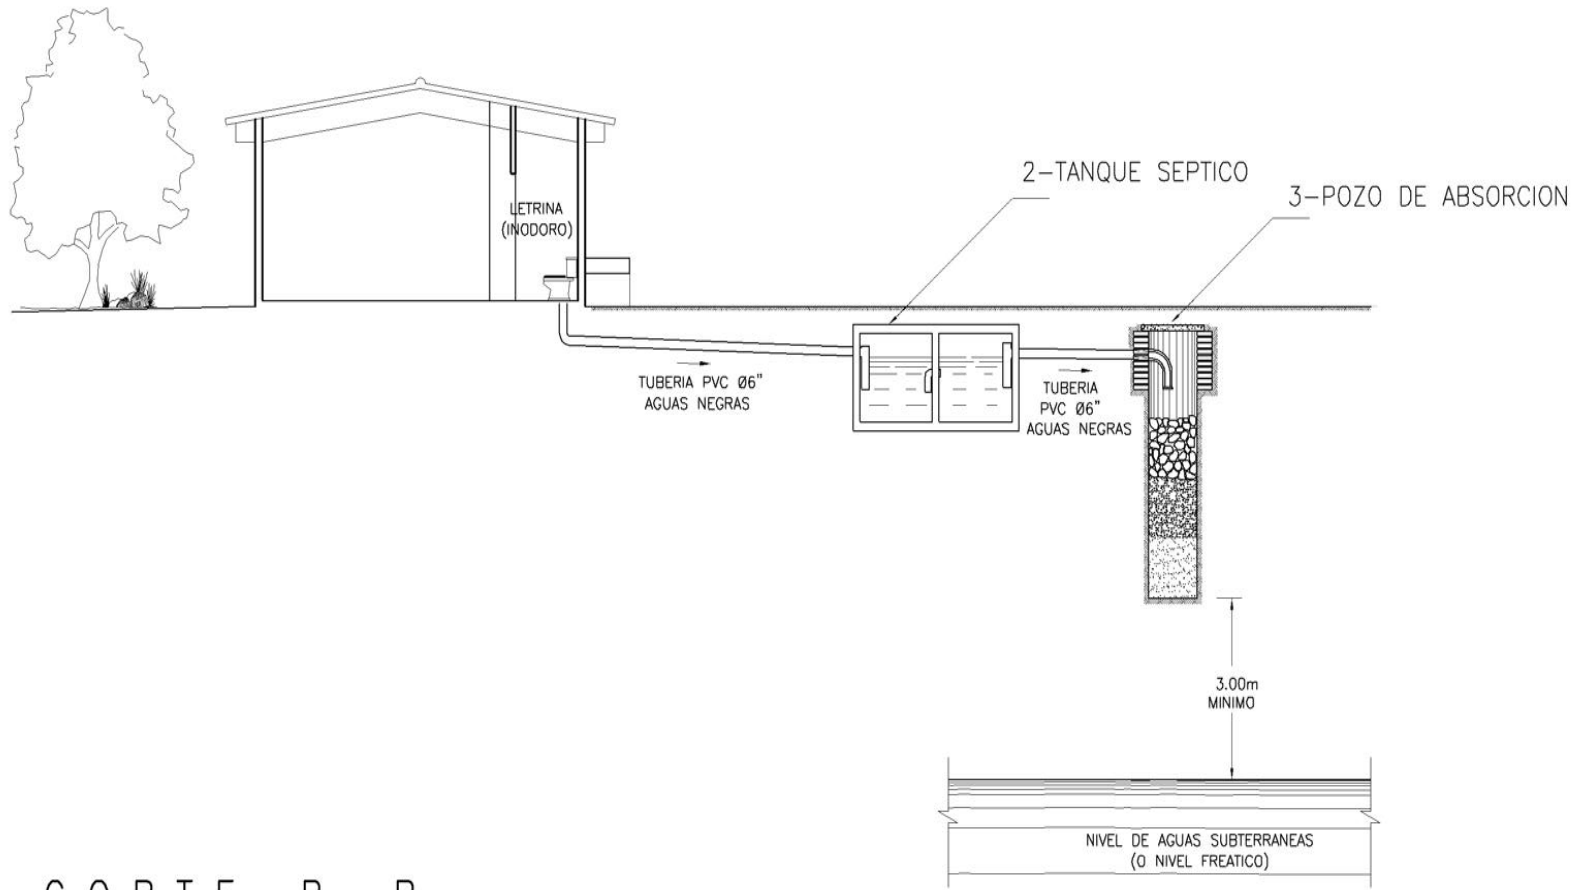 2-TANQUE SEPTICO
3-POZO DE ABSORCION
LETRINA
(INODORO)
TUBERIA PVC Ø6"
AGUAS NEGRAS
TUBERIA
PVC Ø6"
AGUAS NEGRAS
3.00m
MINIMO
NIVEL DE AGUAS SUBTERRANEAS
(O NIVEL FREATICO)